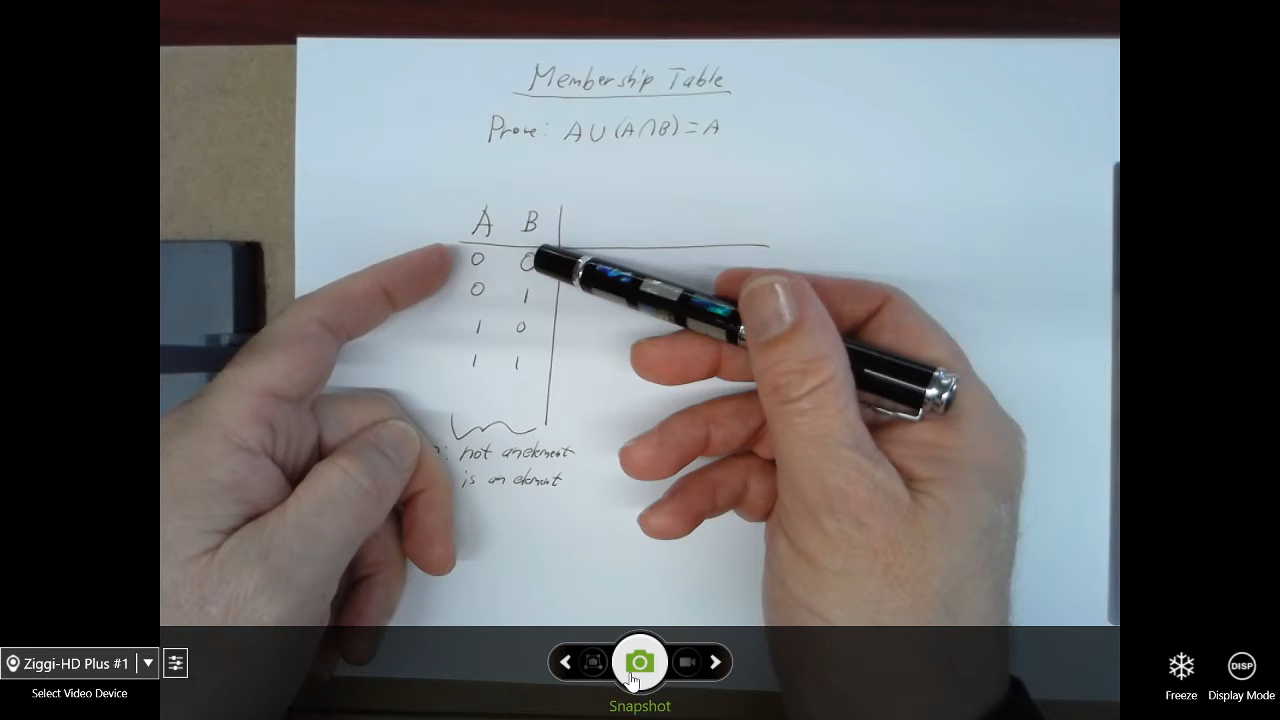 Membership Table
Prove: A∪(A∩B)=A
A B
0 0
0 1
1 0
1 1
: not an element
is an element
Ziggi-HD Plus #1
Select Video Device
Snapshot
Freeze
DISP
Display Mode